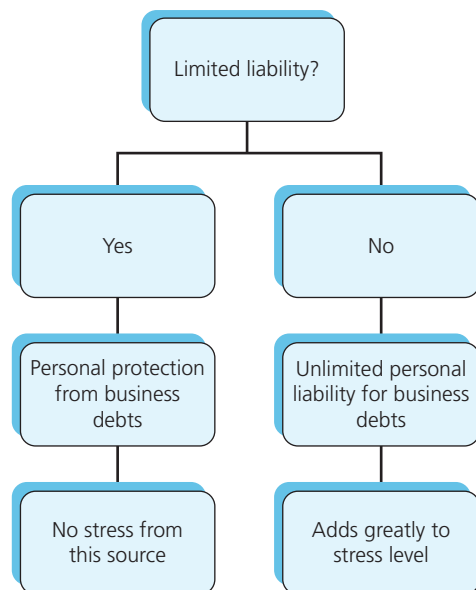 Limited liability?
Yes
No
Personal protection
from business
debts
Unlimited personal
liability for business
debts
No stress from
this source
Adds greatly to
stress level